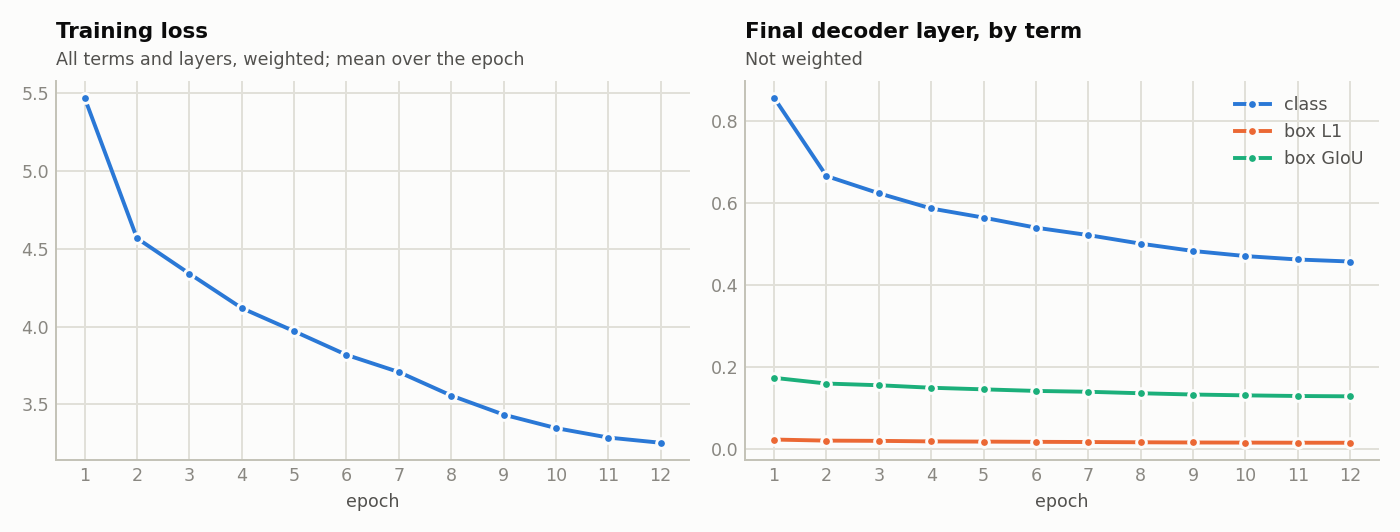 Training loss
All terms and layers, weighted; mean over the epoch
5.5
5.0
4.5
4.0
3.5
1 2 3 4 5 6 7 8 9 10 11 12
epoch
Final decoder layer, by term
Not weighted
class
box L1
box GIoU
0.8
0.6
0.4
0.2
0.0
1 2 3 4 5 6 7 8 9 10 11 12
epoch